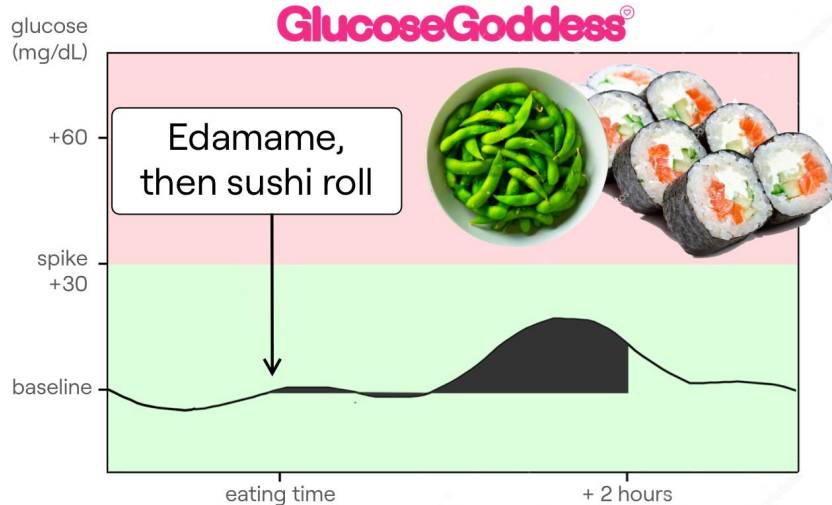 GlucoseGoddess
glucose
(mg/dL)
+60
Edamame,
then sushi roll
spike
+30
baseline
eating time
+ 2 hours